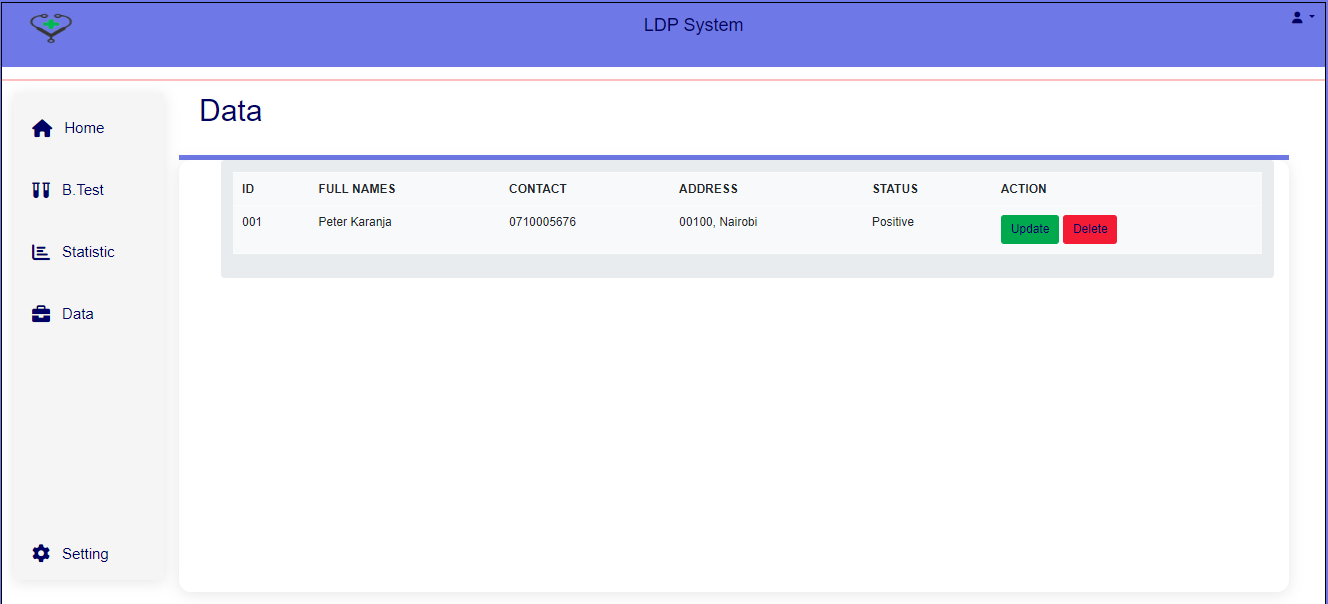 LDP System
Home
B.Test
Statistic
Data
Setting
Data
ID FULL NAMES CONTACT ADDRESS STATUS ACTION
001 Peter Karanja 0710005676 00100, Nairobi Positive Update Delete